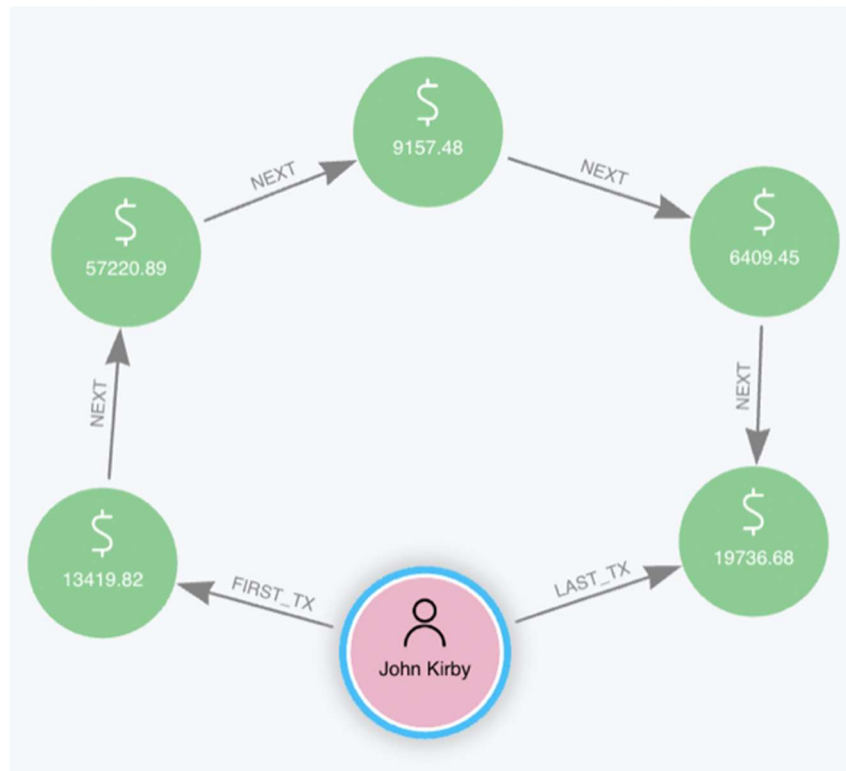 $
9157.48
NEXT
NEXT
$
57220.89
$
6409.45
NEXT
NEXT
$
13419.82
$
19736.68
FIRST_TX
LAST_TX
John Kirby